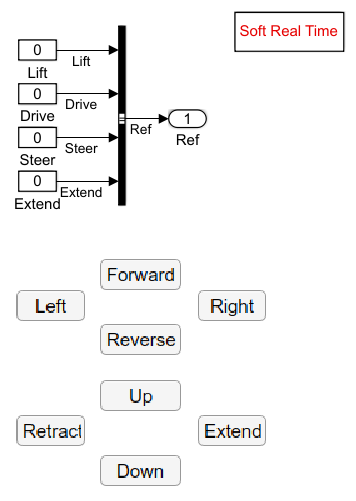 Soft Real Time
0
Lift
Lift
0
Drive
Drive
0
Steer
Steer
0
Extend
Extend
Ref
1
Ref
Forward
Left
Right
Reverse
Up
Retract
Extend
Down